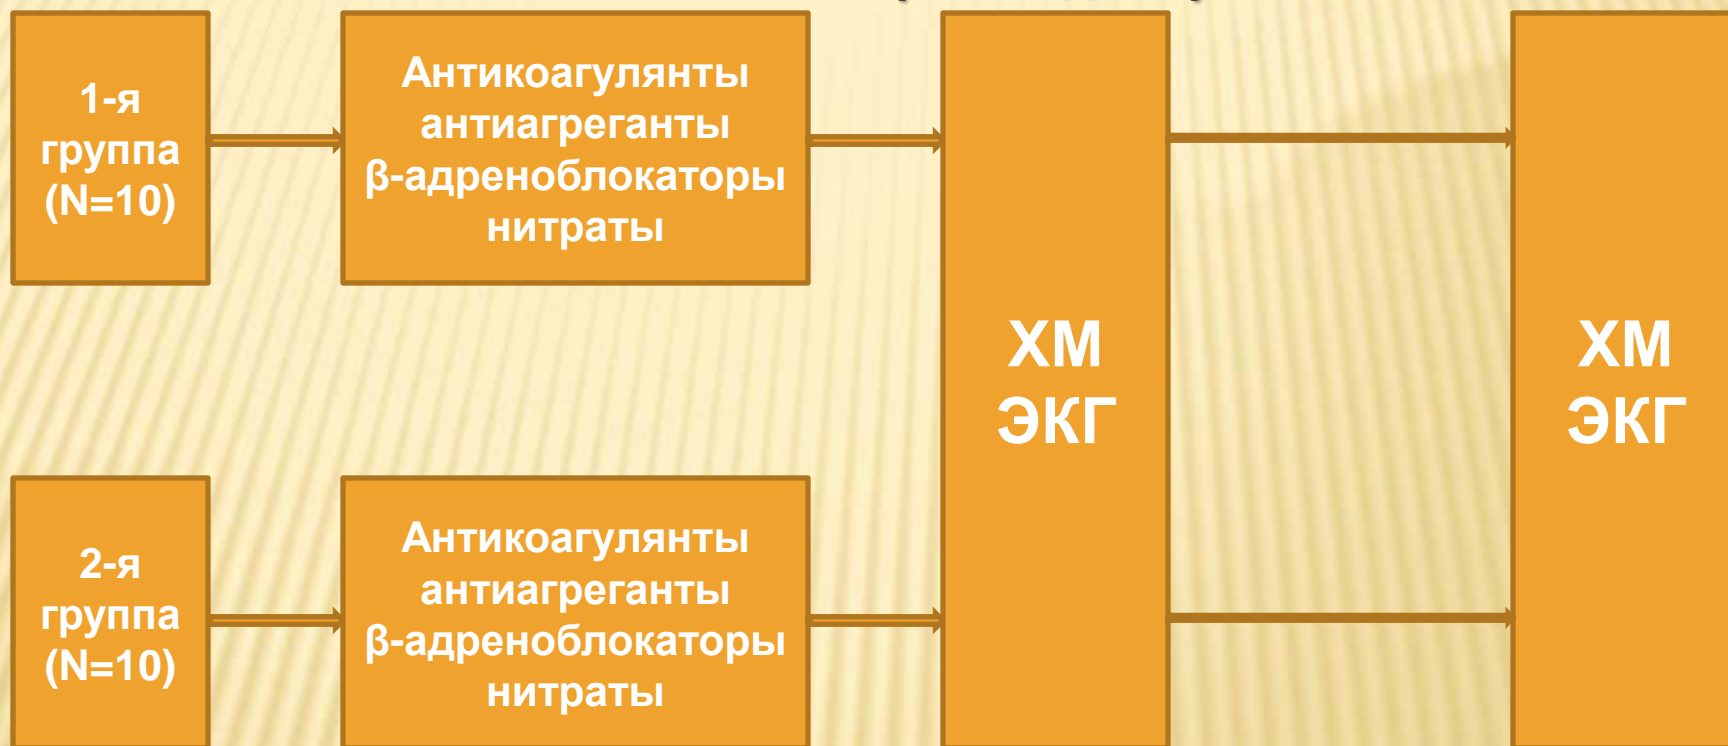 1-я
группа
(N=10)
Антикоагулянты
антиагреганты
β-адреноблокаторы
нитраты
ХМ
ЭКГ
ХМ
ЭКГ
2-я
группа
(N=10)
Антикоагулянты
антиагреганты
β-адреноблокаторы
нитраты